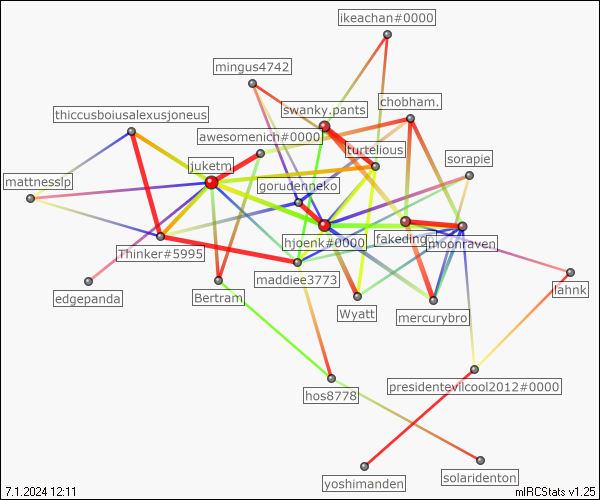 ikeachan#0000
mingus4742
swanky.pants
chobham.
thiccusboiusalexusjoneus
awesomenich#0000
turtelious
juketm
sorapie
mattnesslp
gorudenneko
hjoenk#0000
fakeding
moonraven
Thinker#5995
maddiee3773
edgepanda
Bertram
Wyatt
mercurybro
lahnk
presidentevilcool2012#0000
hos8778
yoshimanden
solaridenton
7.1.2024 12:11
mIRCStats v1.25